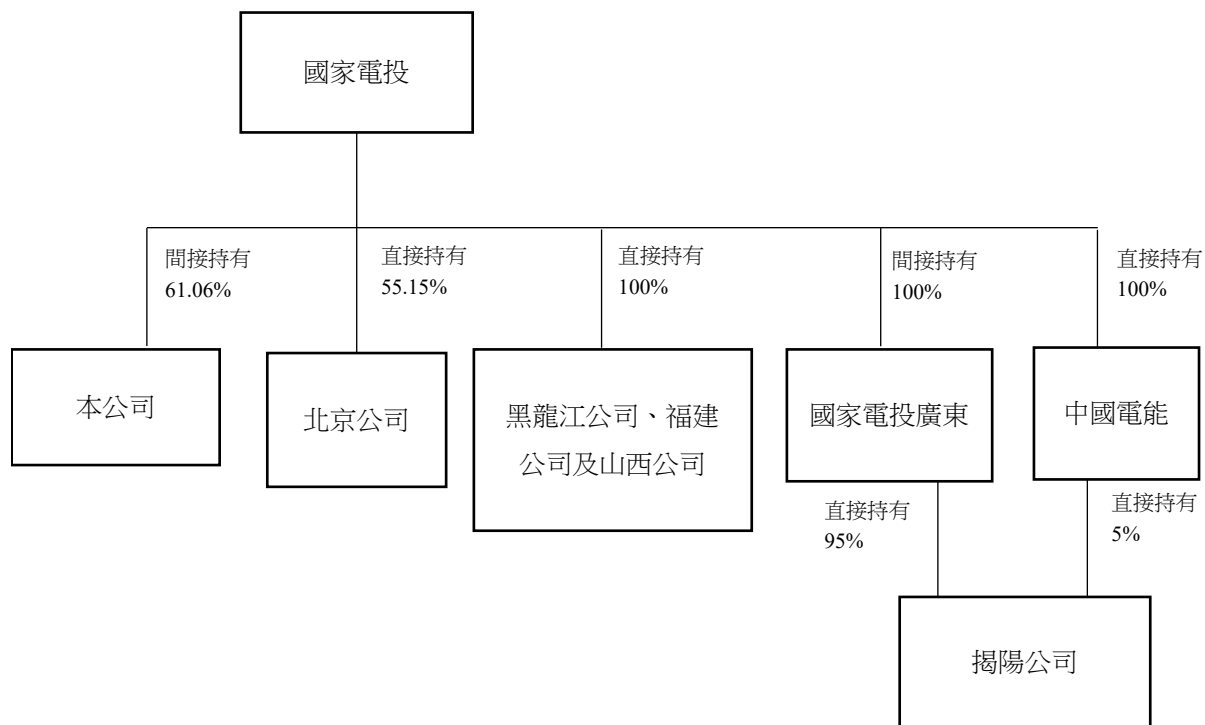 國家電投
間接持有
61.06%
直接持有
55.15%
直接持有
100%
間接持有
100%
直接持有
100%
本公司
北京公司
黑龍江公司、福建
公司及山西公司
國家電投廣東
中國電能
直接持有
95%
直接持有
5%
揭陽公司